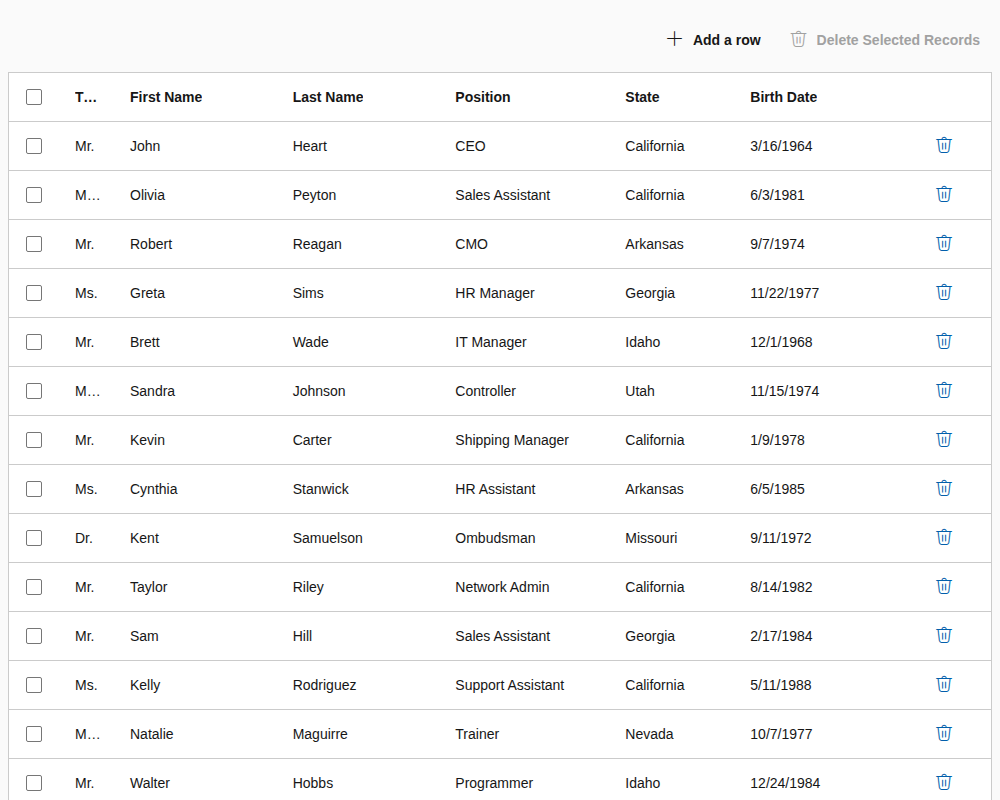 Add a row Delete Selected Records
T… First Name Last Name Position State Birth Date
Mr. John Heart CEO California 3/16/1964
M… Olivia Peyton Sales Assistant California 6/3/1981
Mr. Robert Reagan CMO Arkansas 9/7/1974
Ms. Greta Sims HR Manager Georgia 11/22/1977
Mr. Brett Wade IT Manager Idaho 12/1/1968
M… Sandra Johnson Controller Utah 11/15/1974
Mr. Kevin Carter Shipping Manager California 1/9/1978
Ms. Cynthia Stanwick HR Assistant Arkansas 6/5/1985
Dr. Kent Samuelson Ombudsman Missouri 9/11/1972
Mr. Taylor Riley Network Admin California 8/14/1982
Mr. Sam Hill Sales Assistant Georgia 2/17/1984
Ms. Kelly Rodriguez Support Assistant California 5/11/1988
M… Natalie Maguirre Trainer Nevada 10/7/1977
Mr. Walter Hobbs Programmer Idaho 12/24/1984